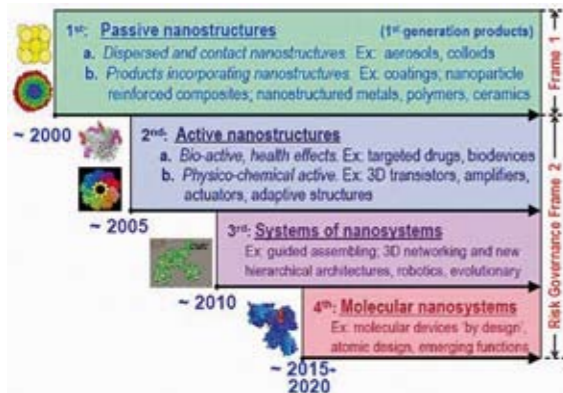 1st: Passive nanostructures (1st generation products)
a. Dispersed and contact nanostructures. Ex: aerosols, colloids
b. Products incorporating nanostructures. Ex: coatings; nanoparticle
reinforced composites; nanostructured metals, polymers, ceramics
~ 2000
2nd: Active nanostructures
a. Bio-active, health effects. Ex: targeted drugs, biodevices
b. Physico-chemical active. Ex: 3D transistors, amplifiers,
actuators, adaptive structures
~ 2005
3rd: Systems of nanosystems
Ex: guided assembling; 3D networking and new
hierarchical architectures, robotics, evolutionary
~ 2010
4th: Molecular nanosystems
Ex: molecular devices 'by design',
atomic design, emerging functions
~ 2015-
2020
Frame 1
Risk Governance Frame 2